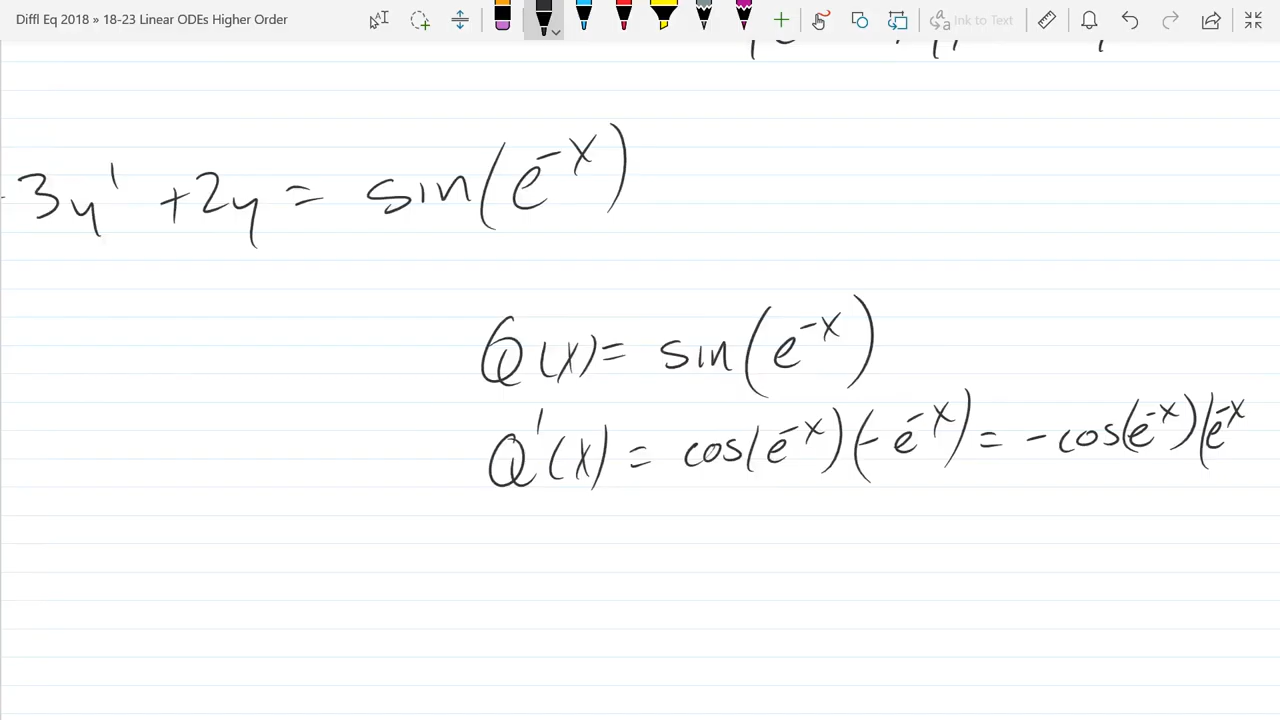 Diffl Eq 2018 » 18-23 Linear ODEs Higher Order
Ink to Text
- 3y' + 2y = sin(e^-x)
Q(x) = sin(e^-x)
Q'(x) = cos(e^-x)(-e^-x) = -cos(e^-x)(e^-x